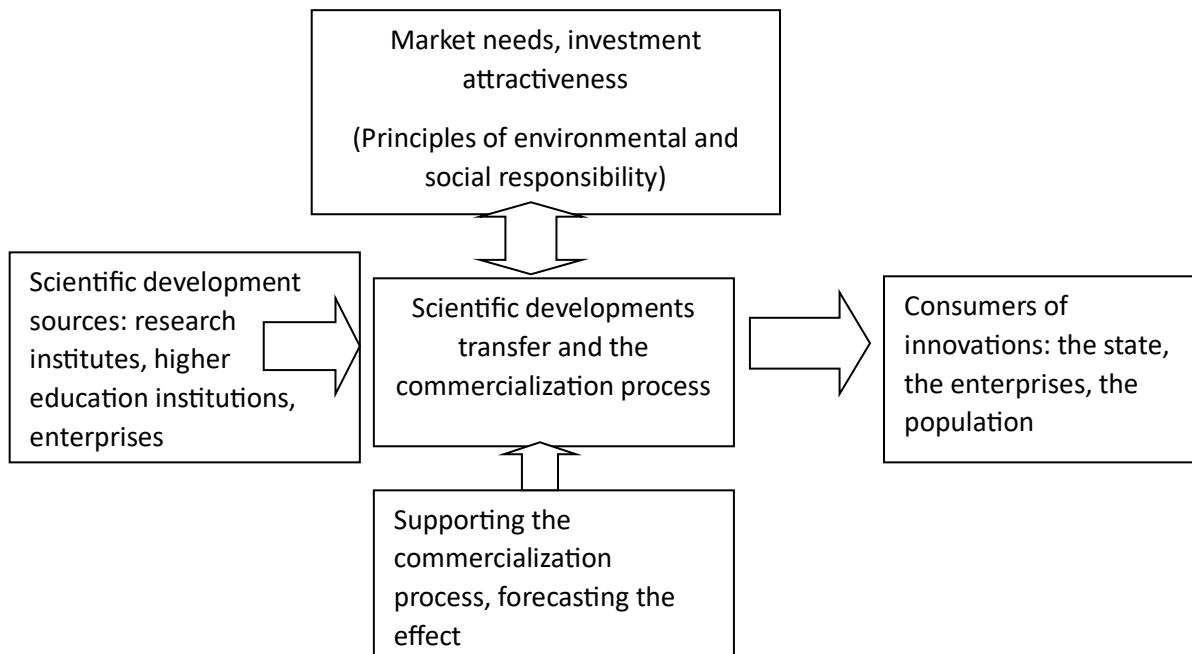 Market needs, investment
attractiveness
(Principles of environmental and
social responsibility)
Scientific development
sources: research
institutes, higher
education institutions,
enterprises
Scientific developments
transfer and the
commercialization process
Consumers of
innovations: the state,
the enterprises, the
population
Supporting the
commercialization
process, forecasting the
effect